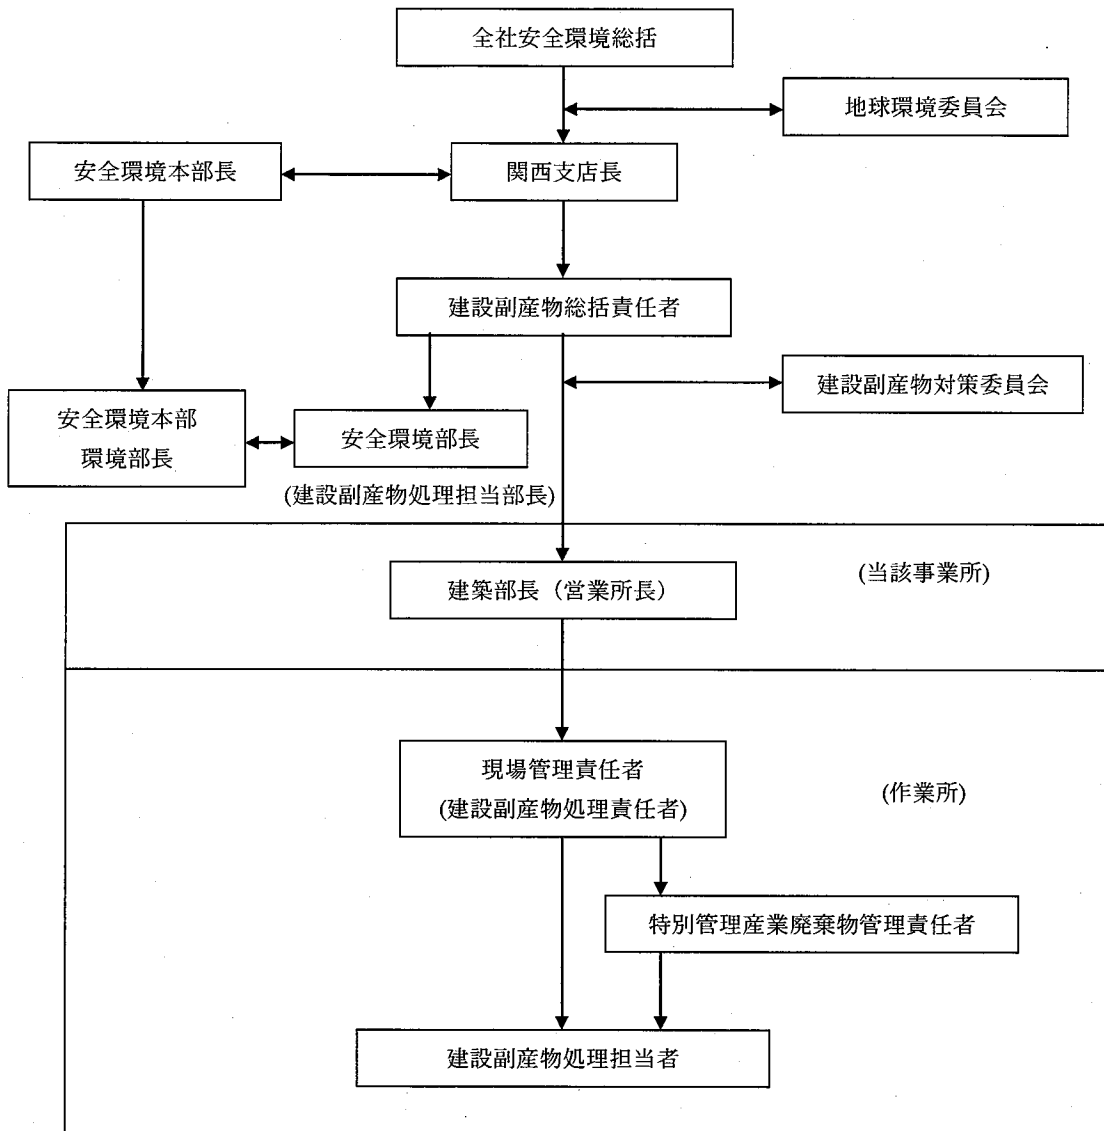 全社安全環境総括
地球環境委員会
安全環境本部長
関西支店長
建設副産物総括責任者
建設副産物対策委員会
安全環境本部
環境部長
安全環境部長
(建設副産物処理担当部長)
(当該事業所)
建築部長（営業所長）
現場管理責任者
(建設副産物処理責任者)
(作業所)
特別管理産業廃棄物管理責任者
建設副産物処理担当者